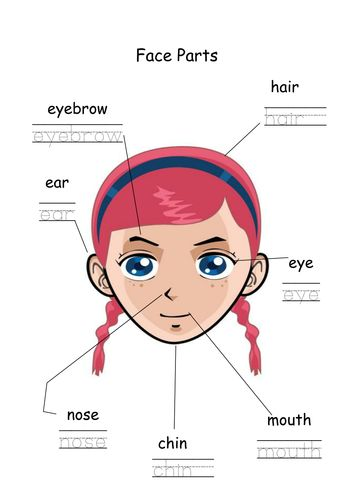 Face Parts
hair
hair
eyebrow
eyebrow
ear
ear
eye
eye
nose
nose
mouth
mouth
chin
chin